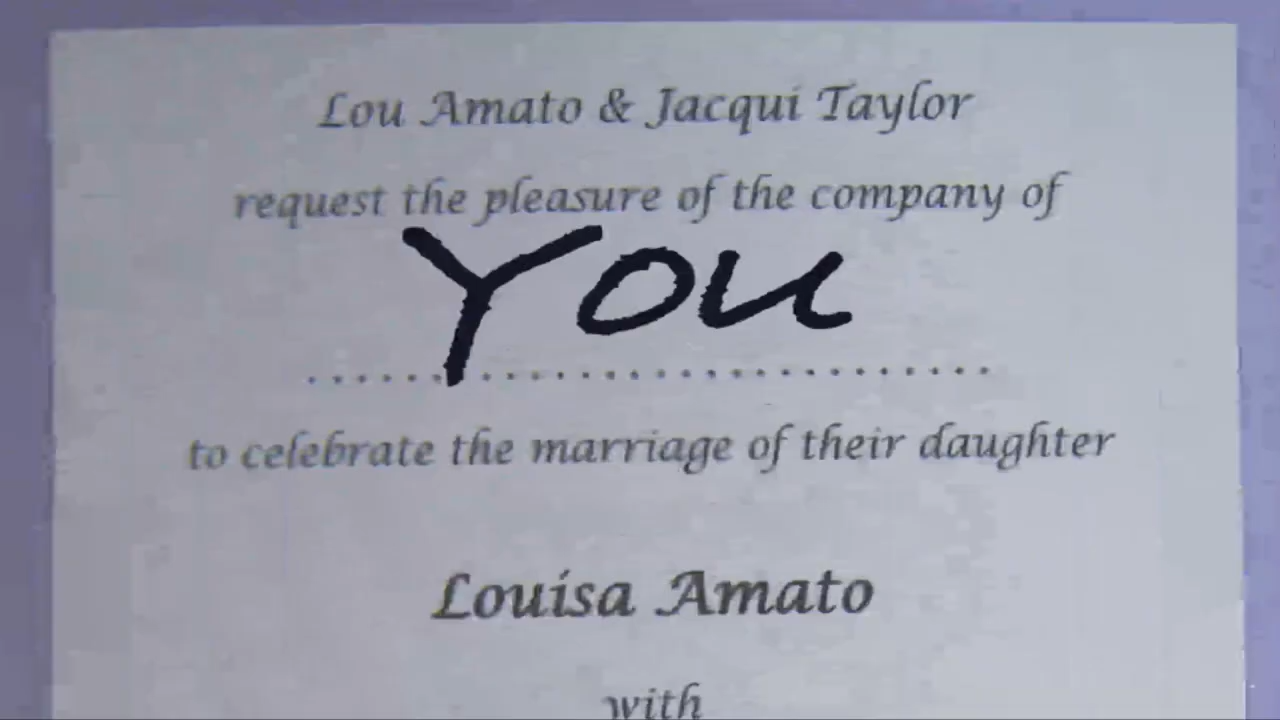 Lou Amato & Jacqui Taylor
request the pleasure of the company of
You
........................................
to celebrate the marriage of their daughter
Louisa Amato
with